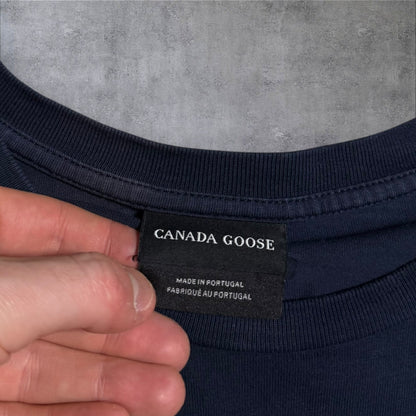 CANADA GOOSE
MADE IN PORTUGAL
FABRIQUÉ AU PORTUGAL